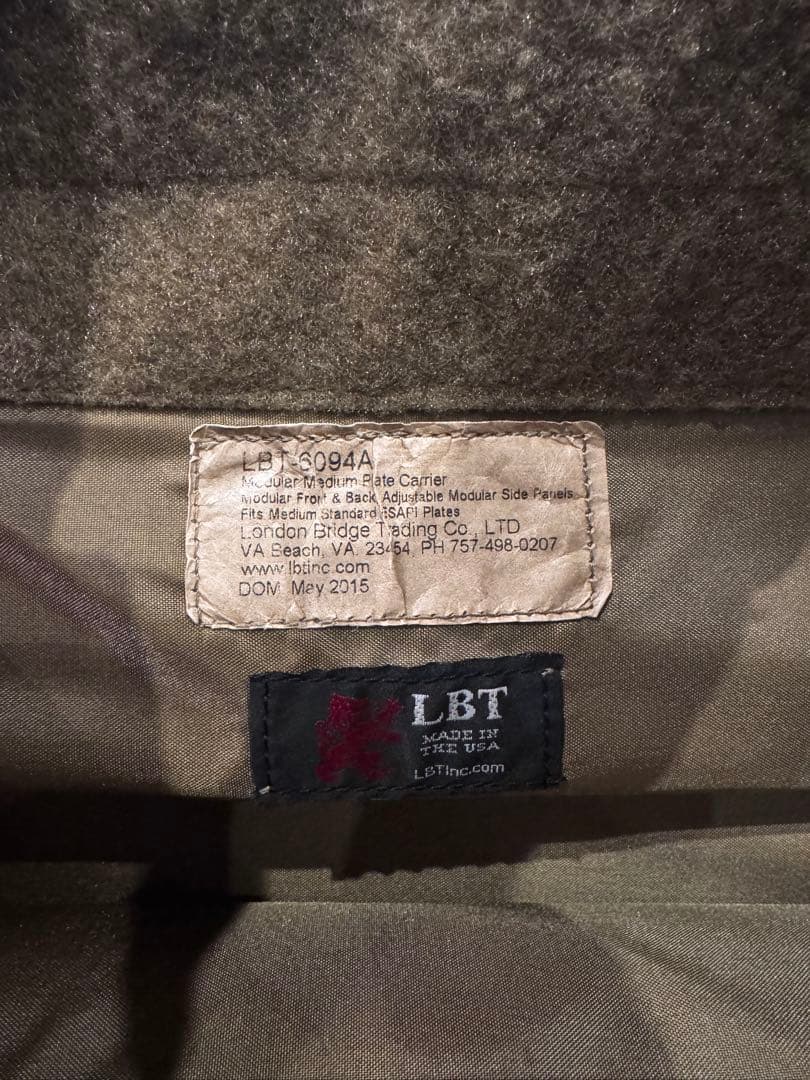 LBT-6094A
Modular Medium Plate Carrier
Modular Front & Back Adjustable Modular Side Panels
Fits Medium Standard ESAPI Plates
London Bridge Trading Co., LTD
VA Beach, VA. 23454, PH 757-498-0207
www.lbtinc.com
DOM May 2015
LBT
MADE IN
THE USA
LBTInc.com